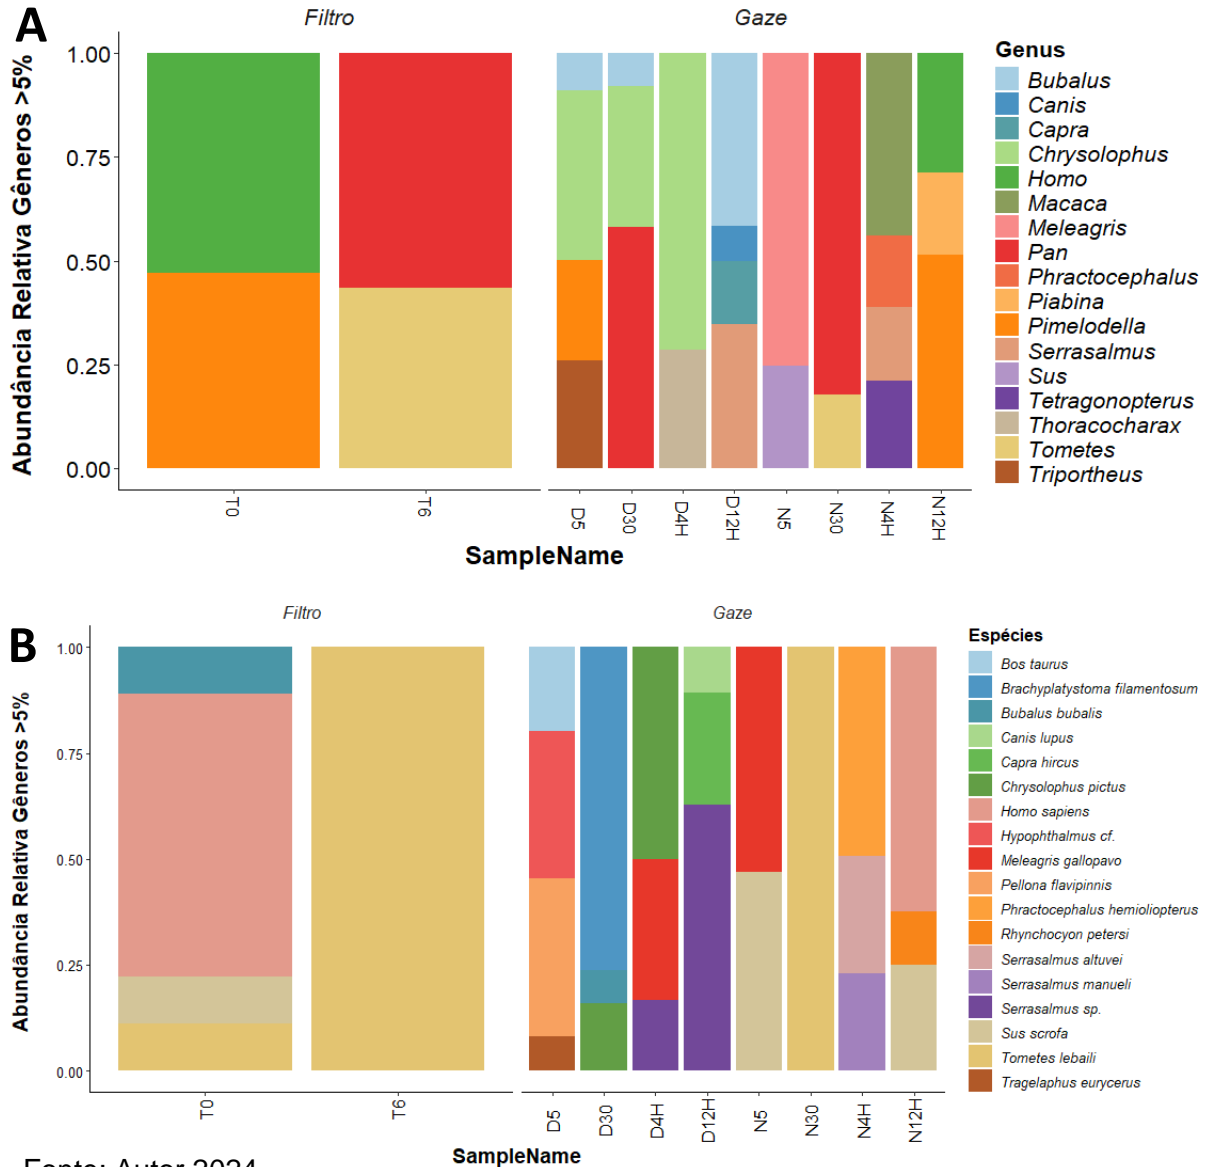 A
Filtro
Gaze
Abundância Relativa Gêneros >5%
1.00
0.75
0.50
0.25
0.00
T0
T6
D5
D30
D4H
D12H
N5
N30
N4H
N12H
SampleName
Genus
Bubalus
Canis
Capra
Chrysolophus
Homo
Macaca
Meleagris
Pan
Phractocephalus
Piabina
Pimelodella
Serrasalmus
Sus
Tetragonopterus
Thoracocharax
Tometes
Triportheus
B
Filtro
Gaze
Abundância Relativa Gêneros >5%
1.00
0.75
0.50
0.25
0.00
T0
T6
D5
D30
D4H
D12H
N5
N30
N4H
N12H
SampleName
Espécies
Bos taurus
Brachyplatystoma filamentosum
Bubalus bubalis
Canis lupus
Capra hircus
Chrysolophus pictus
Homo sapiens
Hypophthalmus cf.
Meleagris gallopavo
Pellona flavipinnis
Phractocephalus hemioliopterus
Rhynchocyon petersi
Serrasalmus altuvei
Serrasalmus manueli
Serrasalmus sp.
Sus scrofa
Tometes lebaili
Tragelaphus eurycerus
Fonte: Autor 2024